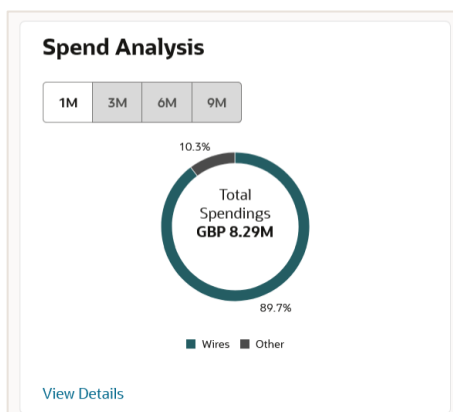 Spend Analysis
1M 3M 6M 9M
10.3%
Total
Spendings
GBP 8.29M
89.7%
Wires Other
View Details